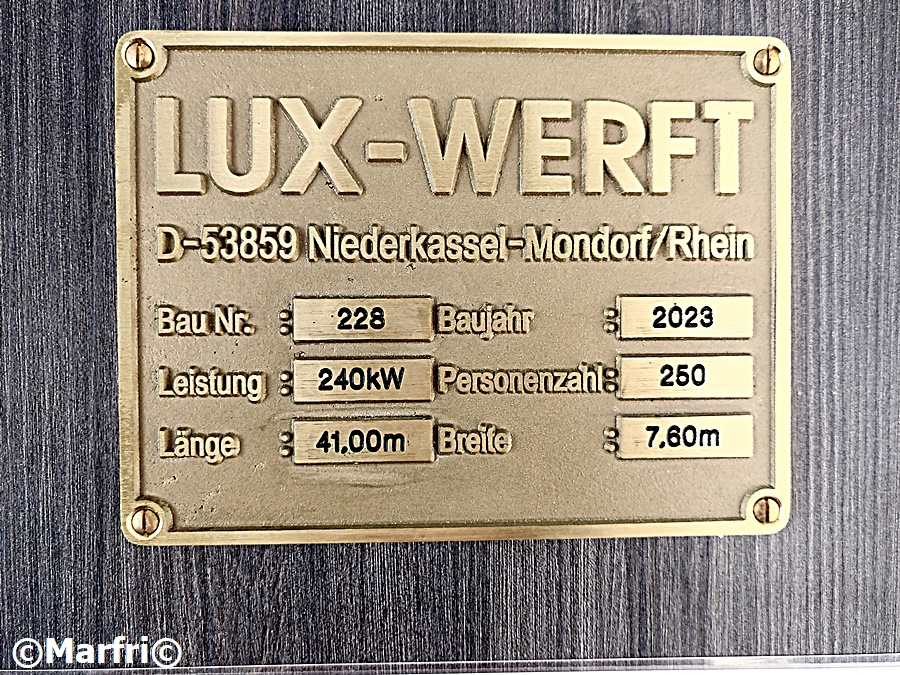 LUX-WERFT
D-53859 Niederkassel-Mondorf/Rhein
Bau Nr. : 228 Baujahr : 2023
Leistung : 240kW Personenzahl : 250
Länge : 41,00m Breite : 7,60m
©Marfri©